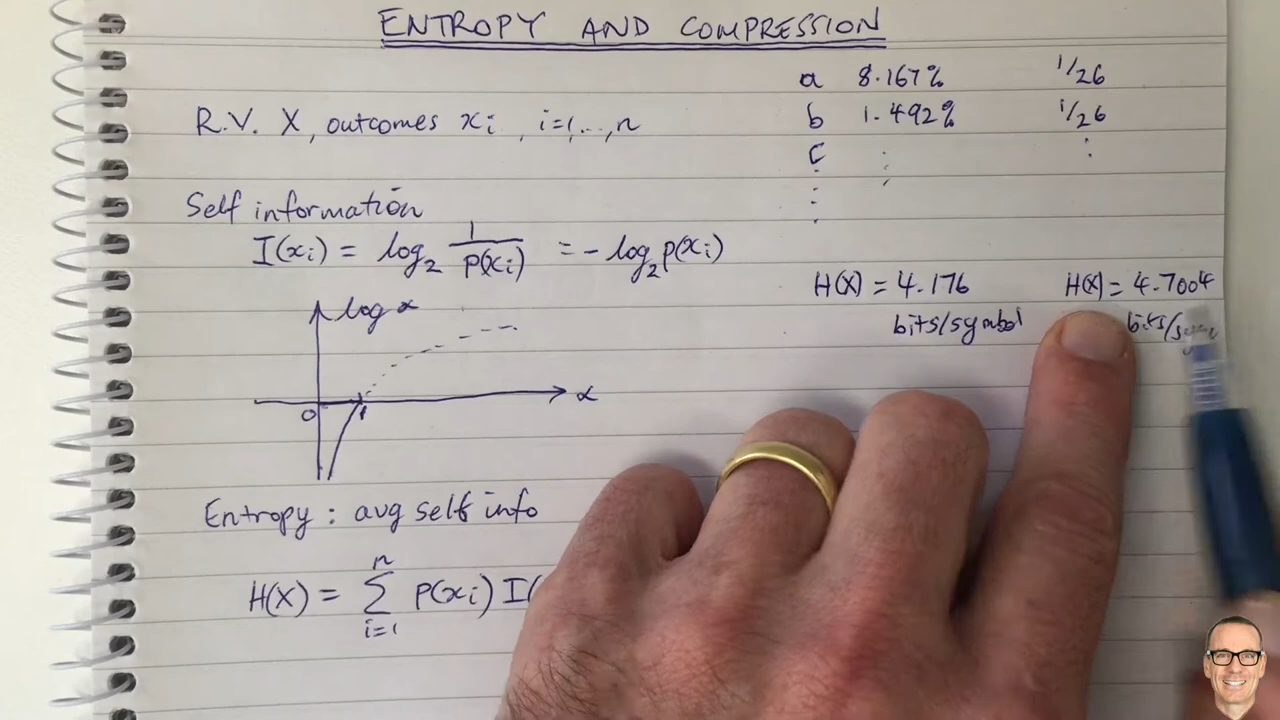 ENTROPY AND COMPRESSION
a 8.167% 1/26
b 1.492% 1/26
c : :
R.V. X, outcomes xi, i=1,...,n
Self information
I(xi) = log2 1/p(xi) = - log2 p(xi)
H(X) = 4.176 H(X) = 4.7004
bits/symbol bits/
log α
0 1 α
Entropy : avg self info
H(X) = Σ i=1 n p(xi) I(